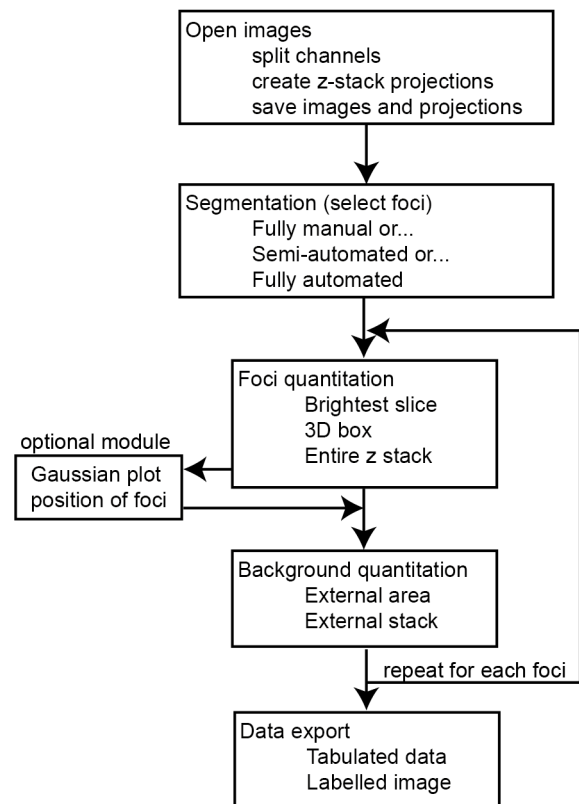 Open images
split channels
create z-stack projections
save images and projections
Segmentation (select foci)
Fully manual or...
Semi-automated or...
Fully automated
Foci quantitation
Brightest slice
3D box
Entire z stack
optional module
Gaussian plot
position of foci
Background quantitation
External area
External stack
repeat for each foci
Data export
Tabulated data
Labelled image